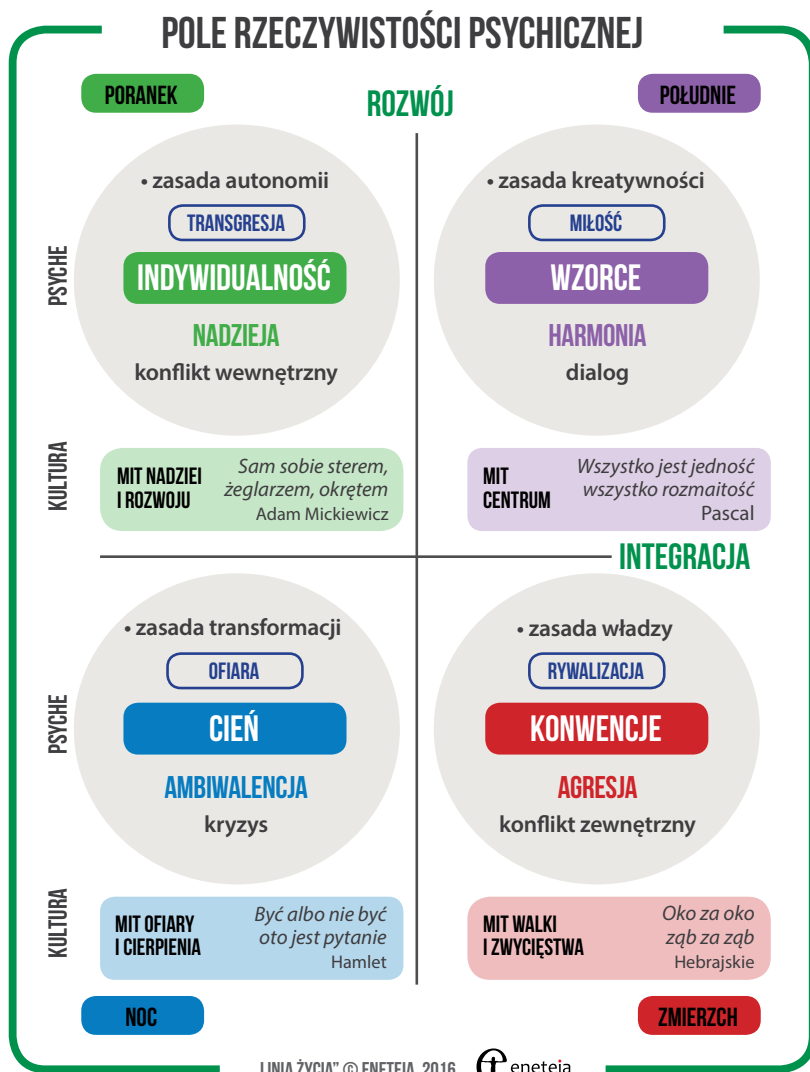 POLE RZECZYWISTOŚCI PSYCHICZNEJ
PORANEK
ROZWÓJ
POŁUDNIE
PSYCHE
• zasada autonomii
TRANSGRESJA
INDYWIDUALNOŚĆ
NADZIEJA
konflikt wewnętrzny
• zasada kreatywności
MIŁOŚĆ
WZORCE
HARMONIA
dialog
KULTURA
MIT NADZIEI
I ROZWOJU
Sam sobie sterem,
żeglarzem, okrętem
Adam Mickiewicz
MIT
CENTRUM
Wszystko jest jedność
wszystko rozmaitość
Pascal
INTEGRACJA
PSYCHE
• zasada transformacji
OFIARA
CIEŃ
AMBIWALENCJA
kryzys
• zasada władzy
RYWALIZACJA
KONWENCJE
AGRESJA
konflikt zewnętrzny
KULTURA
MIT OFIARY
I CIERPIENIA
Być albo nie być
oto jest pytanie
Hamlet
MIT WALKI
I ZWYCIĘSTWA
Oko za oko
ząb za ząb
Hebrajskie
NOC
ZMIERZCH
LINIA ŻYCIA" © ENETEIA, 2016
eneteia